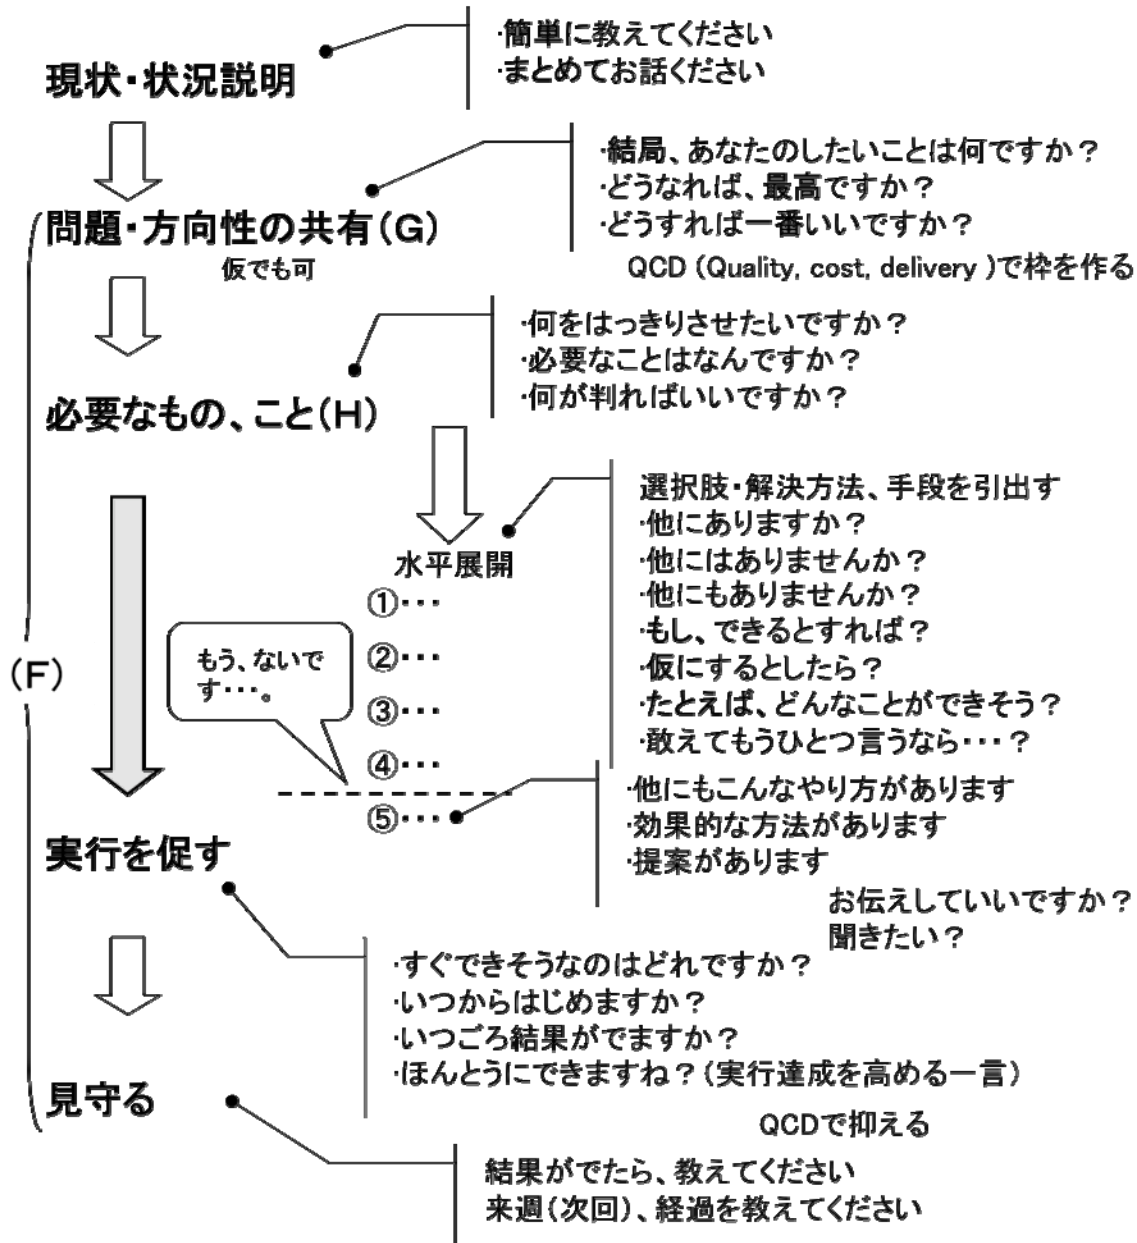 現状・状況説明
・簡単に教えてください
・まとめてお話ください
問題・方向性の共有(G)
仮でも可
・結局、あなたのしたいことは何ですか？
・どうなれば、最高ですか？
・どうすれば一番いいですか？
QCD (Quality, cost, delivery )で枠を作る
必要なもの、こと(H)
・何をはっきりさせたいですか？
・必要なことはなんですか？
・何が判ればいいですか？
水平展開
①・・・
②・・・
③・・・
④・・・
⑤・・・
もう、ないで
す・・・。
選択肢・解決方法、手段を引出す
・他にありますか？
・他にはありませんか？
・他にもありませんか？
・もし、できるとすれば？
・仮にするとしたら？
・たとえば、どんなことができそう？
・敢えてもうひとつ言うなら・・・？
・他にもこんなやり方があります
・効果的な方法があります
・提案があります
お伝えしていいですか？
聞きたい？
(F)
実行を促す
・すぐできそうなのはどれですか？
・いつからはじめますか？
・いつごろ結果がでますか？
・ほんとうにできますね？(実行達成を高める一言)
QCDで抑える
見守る
結果がでたら、教えてください
来週(次回)、経過を教えてください